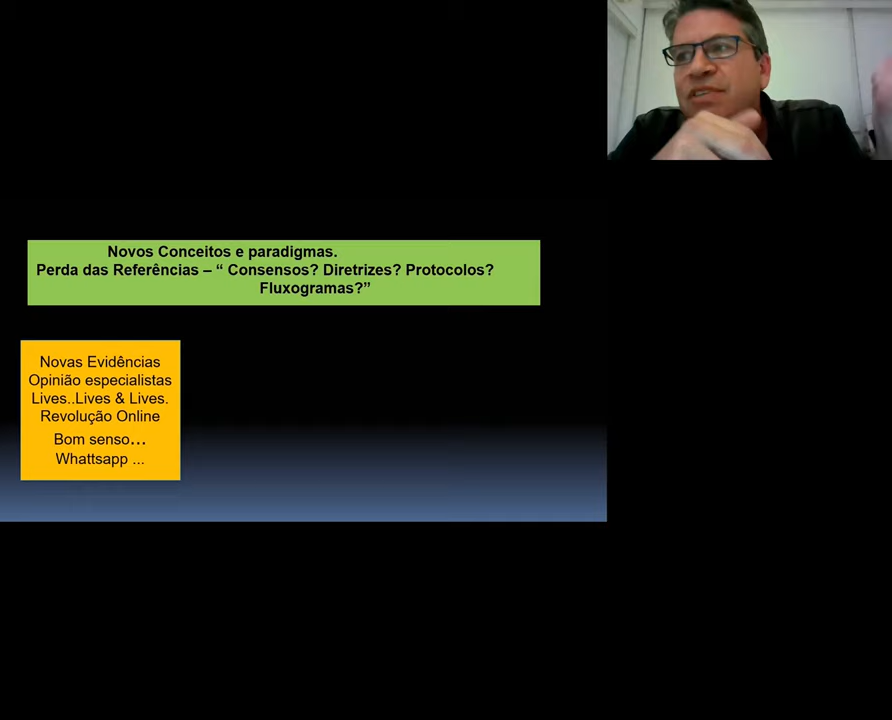 Novos Conceitos e paradigmas.
Perda das Referências – “ Consensos? Diretrizes? Protocolos?
Fluxogramas?”
Novas Evidências
Opinião especialistas
Lives..Lives & Lives.
Revolução Online
Bom senso...
Whattsapp ...